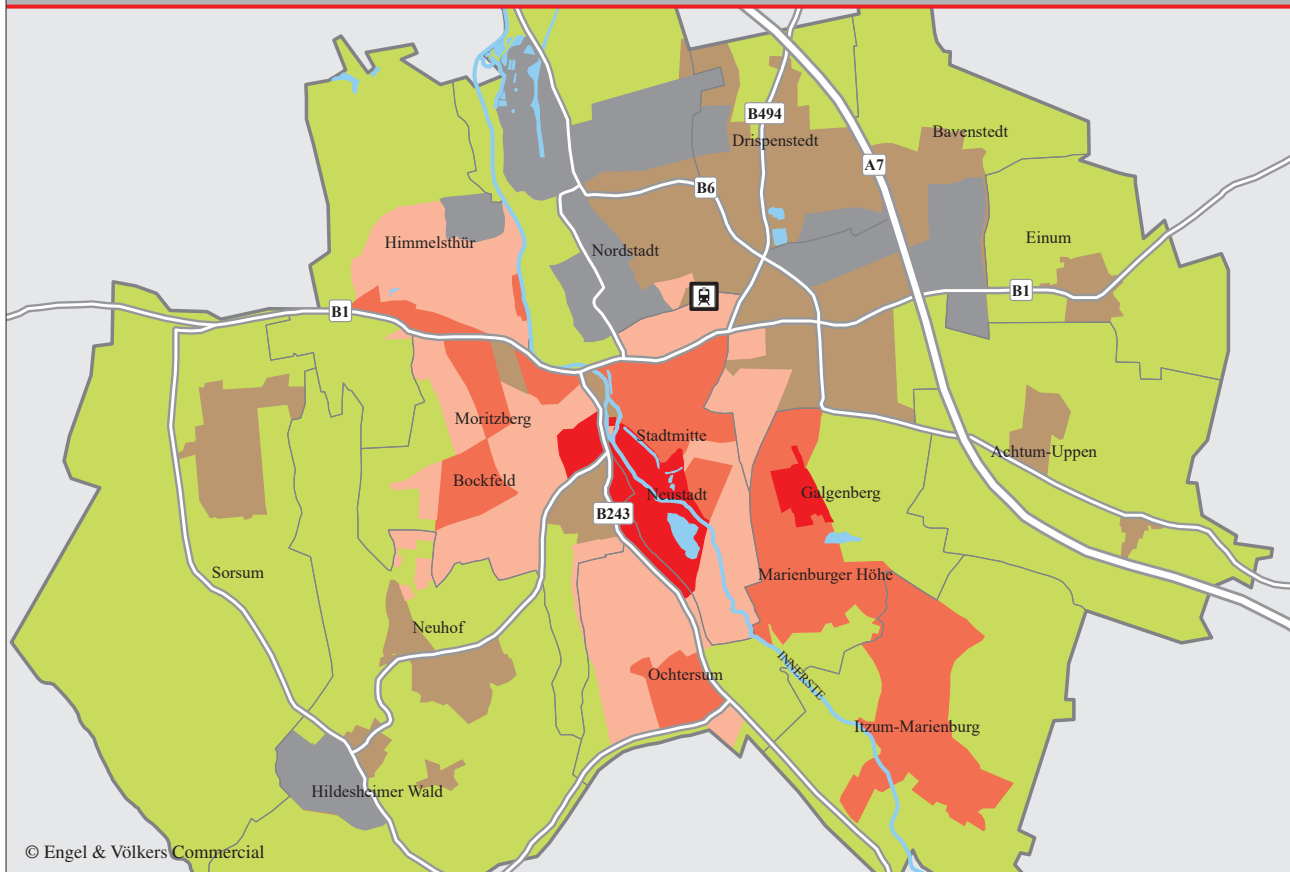 B494
Drispenstedt
Bavenstedt
A7
B6
Himmelsthür
Nordstadt
Einum
B1
B1
Moritzberg
Stadtmitte
Achtum-Uppen
Bockfeld
Neustadt
Galgenberg
B243
Sorsum
Marienburger Höhe
Neuhof
INNERSTE
Ochtersum
Itzum-Marienburg
Hildesheimer Wald
© Engel & Völkers Commercial